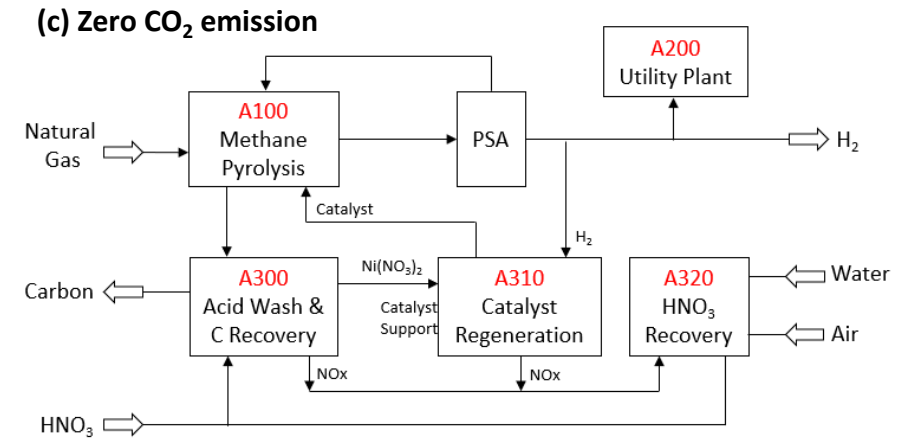 (c) Zero CO₂ emission
A200
Utility Plant
A100
Methane
Pyrolysis
Natural
Gas
PSA
H₂
Catalyst
H₂
A300
Acid Wash &
C Recovery
Carbon
Ni(NO₃)₂
Catalyst
Support
A310
Catalyst
Regeneration
A320
HNO₃
Recovery
Water
Air
NOx
NOx
HNO₃